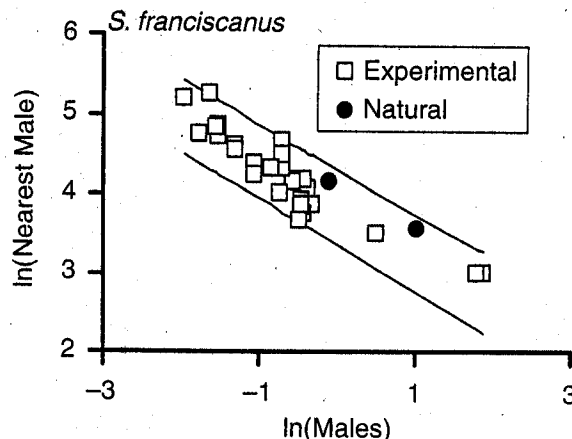 S. franciscanus
6
5
4
3
2
ln(Nearest Male)
Experimental
Natural
−3
−1
1
3
ln(Males)